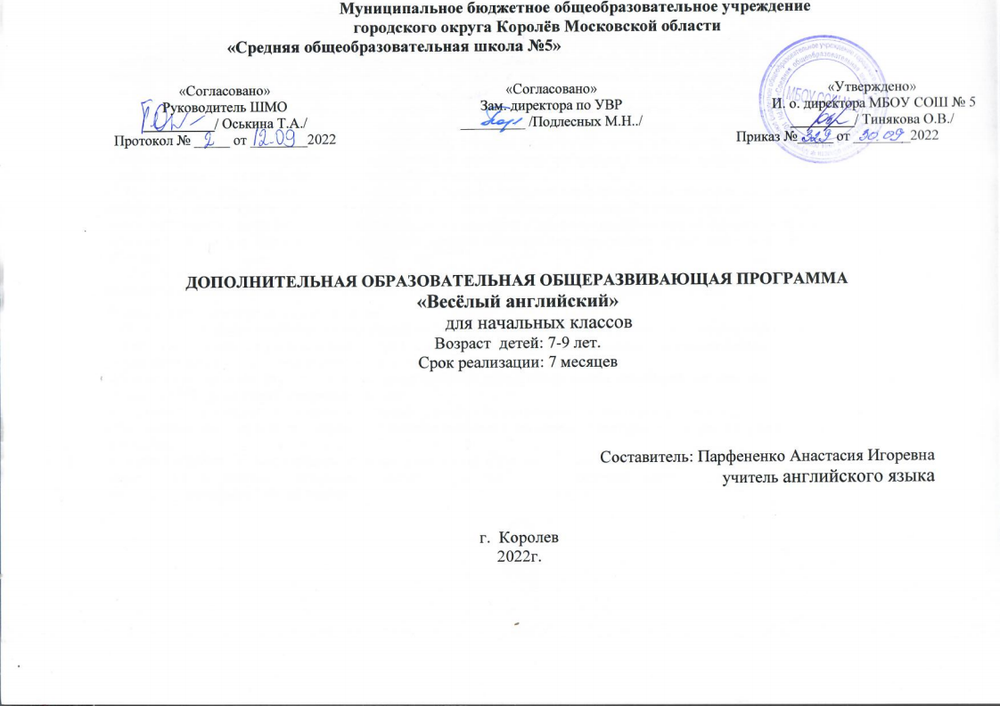 Муниципальное бюджетное общеобразовательное учреждение
городского округа Королёв Московской области
«Средняя общеобразовательная школа №5»
«Согласовано»
Руководитель ШМО
/ Оськина Т.А./
Протокол № 2 от 12.09 2022
«Согласовано»
Зам. директора по УВР
/Подлесных М.Н../
«Утверждено»
И. о. директора МБОУ СОШ № 5
/ Тинякова О.В./
Приказ № 329 от 30.09 2022
ДОПОЛНИТЕЛЬНАЯ ОБРАЗОВАТЕЛЬНАЯ ОБЩЕРАЗВИВАЮЩАЯ ПРОГРАММА
«Весёлый английский»
для начальных классов
Возраст детей: 7-9 лет.
Срок реализации: 7 месяцев
Составитель: Парфененко Анастасия Игоревна
учитель английского языка
г. Королев
2022г.